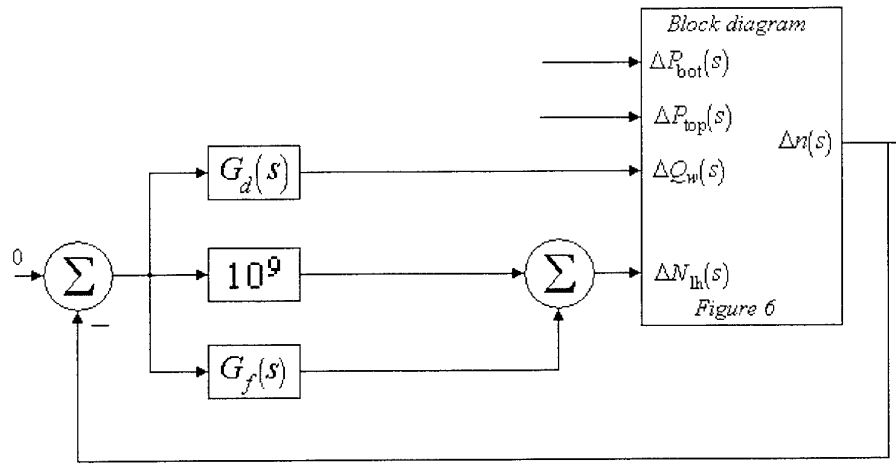 Block diagram
ΔP_bot(s)
ΔP_top(s)
Δn(s)
G_d(s)
ΔQ_w(s)
0
Σ
10^9
Σ
ΔN_lh(s)
−
Figure 6
G_f(s)